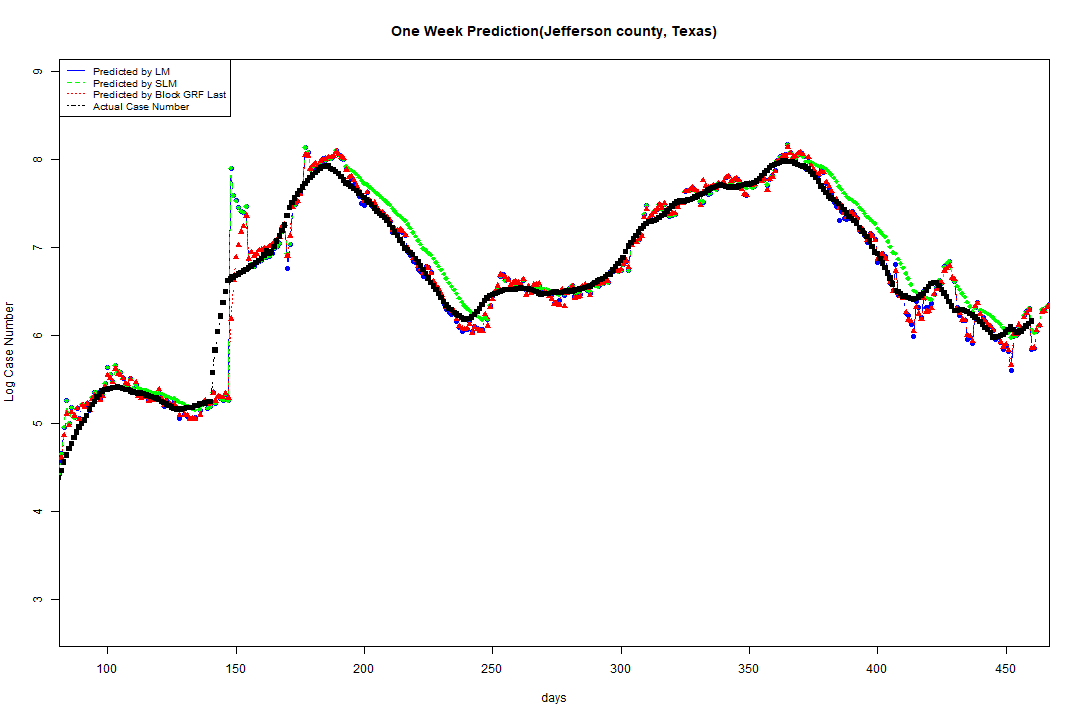 One Week Prediction(Jefferson county, Texas)
Predicted by LM
Predicted by SLM
Predicted by Block GRF Last
Actual Case Number
Log Case Number
9
8
7
6
5
4
3
100 150 200 250 300 350 400 450
days